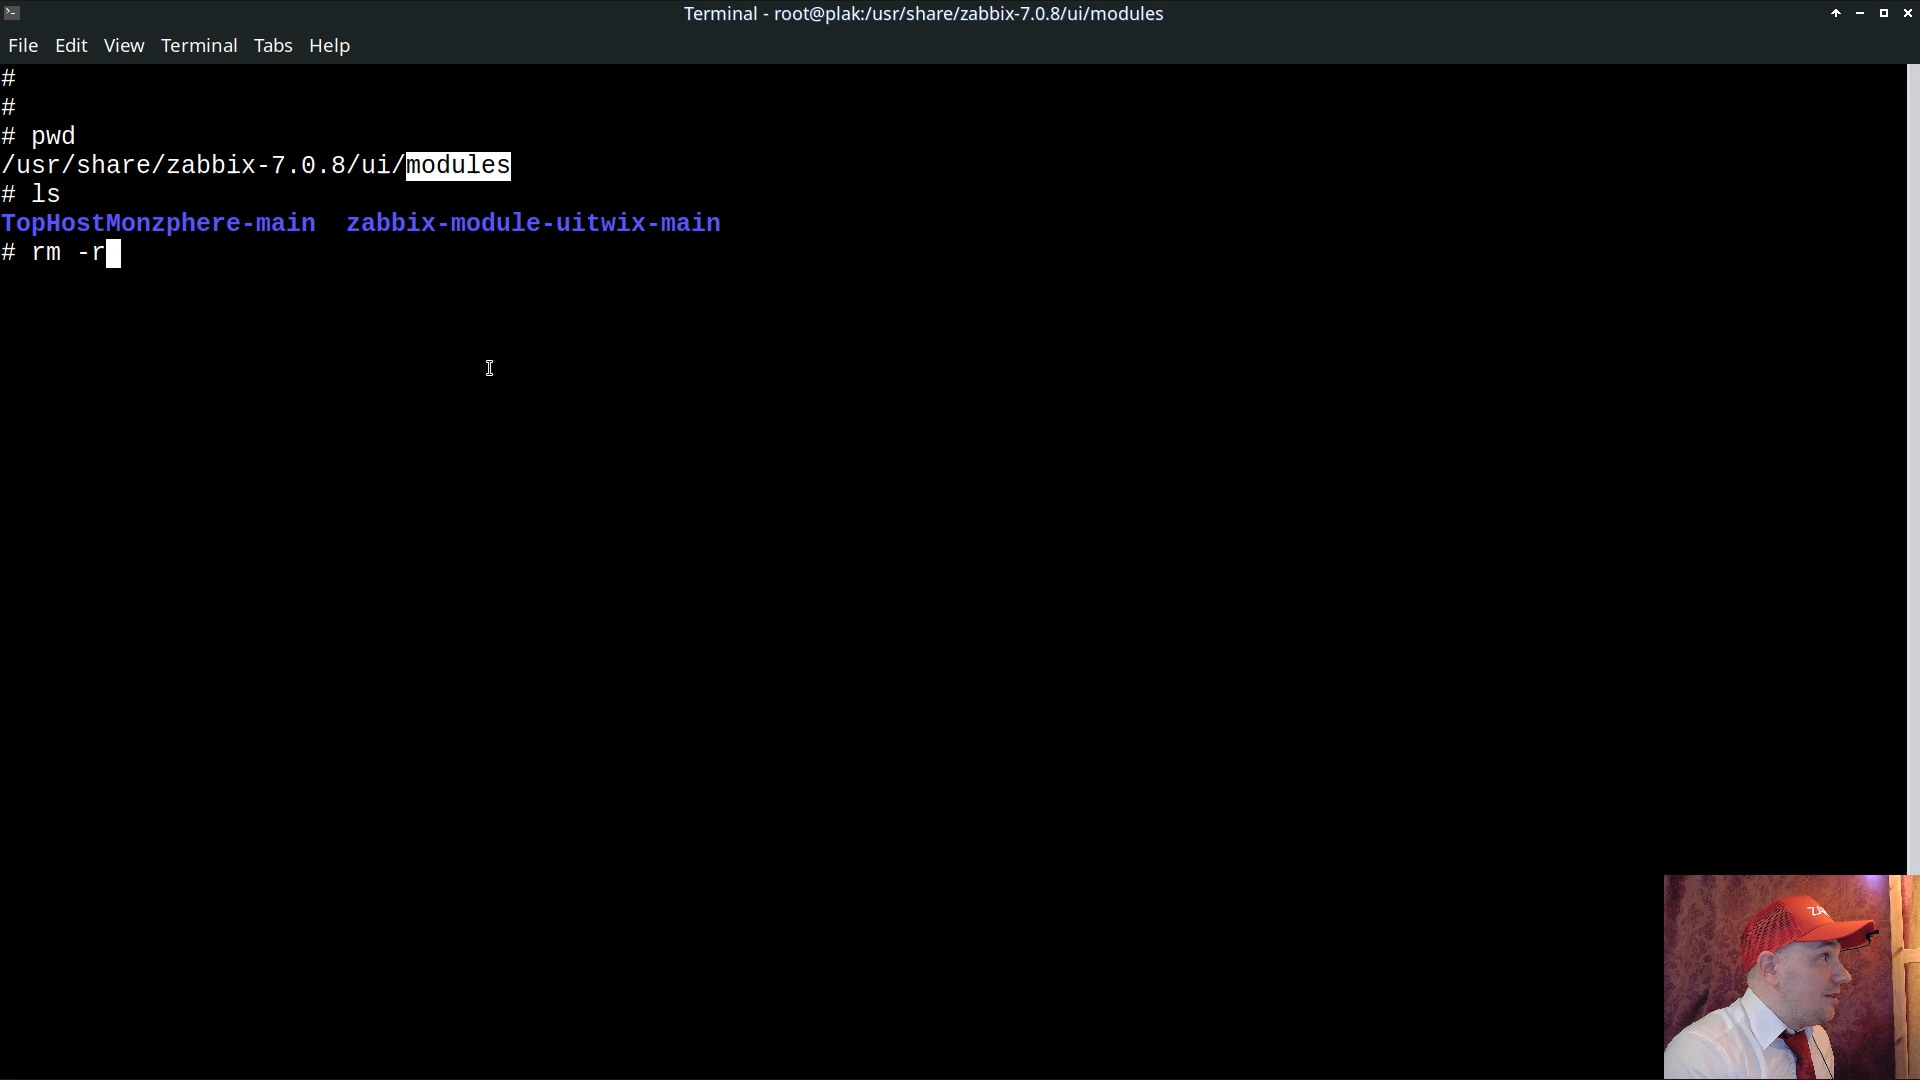 Terminal - root@plak:/usr/share/zabbix-7.0.8/ui/modules
File Edit View Terminal Tabs Help
#
#
# pwd
/usr/share/zabbix-7.0.8/ui/modules
# ls
TopHostMonzphere-main  zabbix-module-uitwix-main
# rm -r